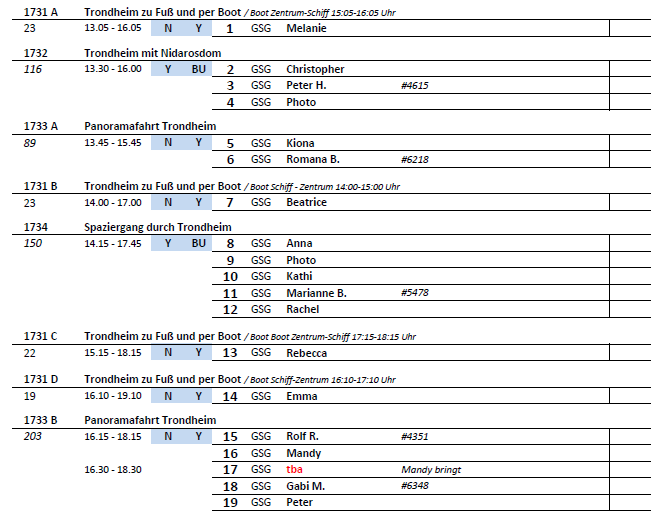 1731 A Trondheim zu Fuß und per Boot / Boot Zentrum-Schiff 15:05-16:05 Uhr
23 13.05 - 16.05 N Y 1 GSG Melanie
1732 Trondheim mit Nidarosdom
116 13.30 - 16.00 Y BU 2 GSG Christopher
3 GSG Peter H. #4615
4 GSG Photo
1733 A Panoramafahrt Trondheim
89 13.45 - 15.45 N Y 5 GSG Kiona
6 GSG Romana B. #6218
1731 B Trondheim zu Fuß und per Boot / Boot Schiff - Zentrum 14:00-15:00 Uhr
23 14.00 - 17.00 N Y 7 GSG Beatrice
1734 Spaziergang durch Trondheim
150 14.15 - 17.45 Y BU 8 GSG Anna
9 GSG Photo
10 GSG Kathi
11 GSG Marianne B. #5478
12 GSG Rachel
1731 C Trondheim zu Fuß und per Boot / Boot Boot Zentrum-Schiff 17:15-18:15 Uhr
22 15.15 - 18.15 N Y 13 GSG Rebecca
1731 D Trondheim zu Fuß und per Boot / Boot Schiff-Zentrum 16:10-17:10 Uhr
19 16.10 - 19.10 N Y 14 GSG Emma
1733 B Panoramafahrt Trondheim
203 16.15 - 18.15 N Y 15 GSG Rolf R. #4351
16 GSG Mandy
16.30 - 18.30 17 GSG tba Mandy bringt
18 GSG Gabi M. #6348
19 GSG Peter